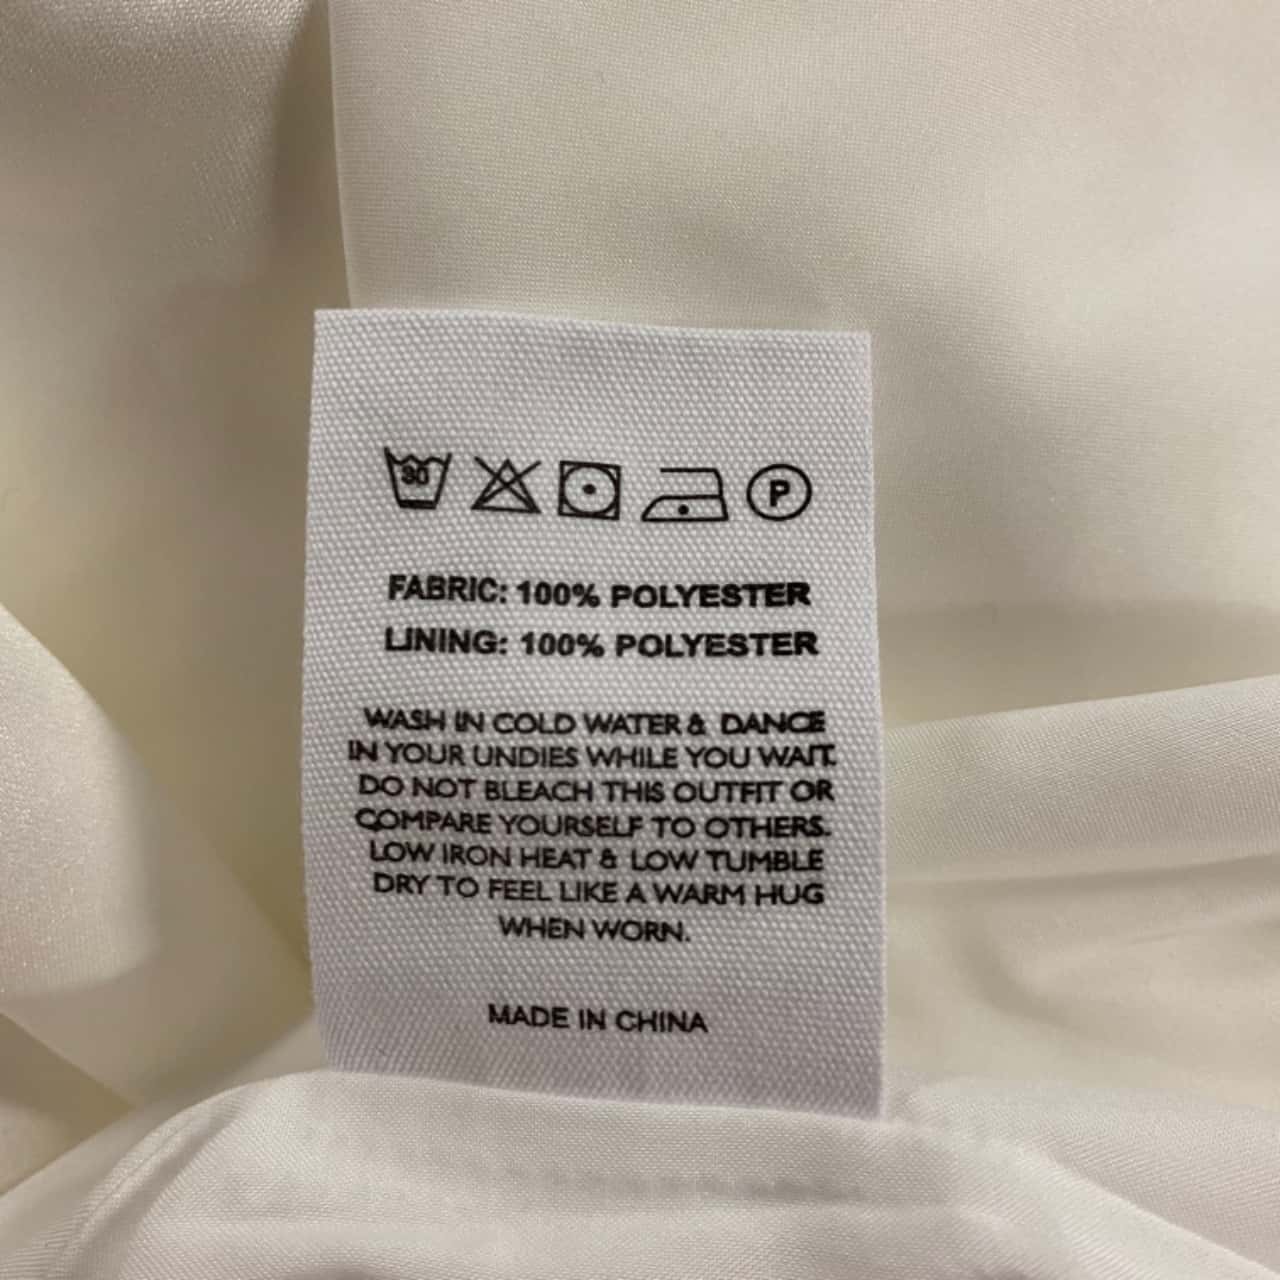 30
P
FABRIC: 100% POLYESTER
LINING: 100% POLYESTER
WASH IN COLD WATER & DANCE
IN YOUR UNDIES WHILE YOU WAIT.
DO NOT BLEACH THIS OUTFIT OR
COMPARE YOURSELF TO OTHERS.
LOW IRON HEAT & LOW TUMBLE
DRY TO FEEL LIKE A WARM HUG
WHEN WORN.
MADE IN CHINA